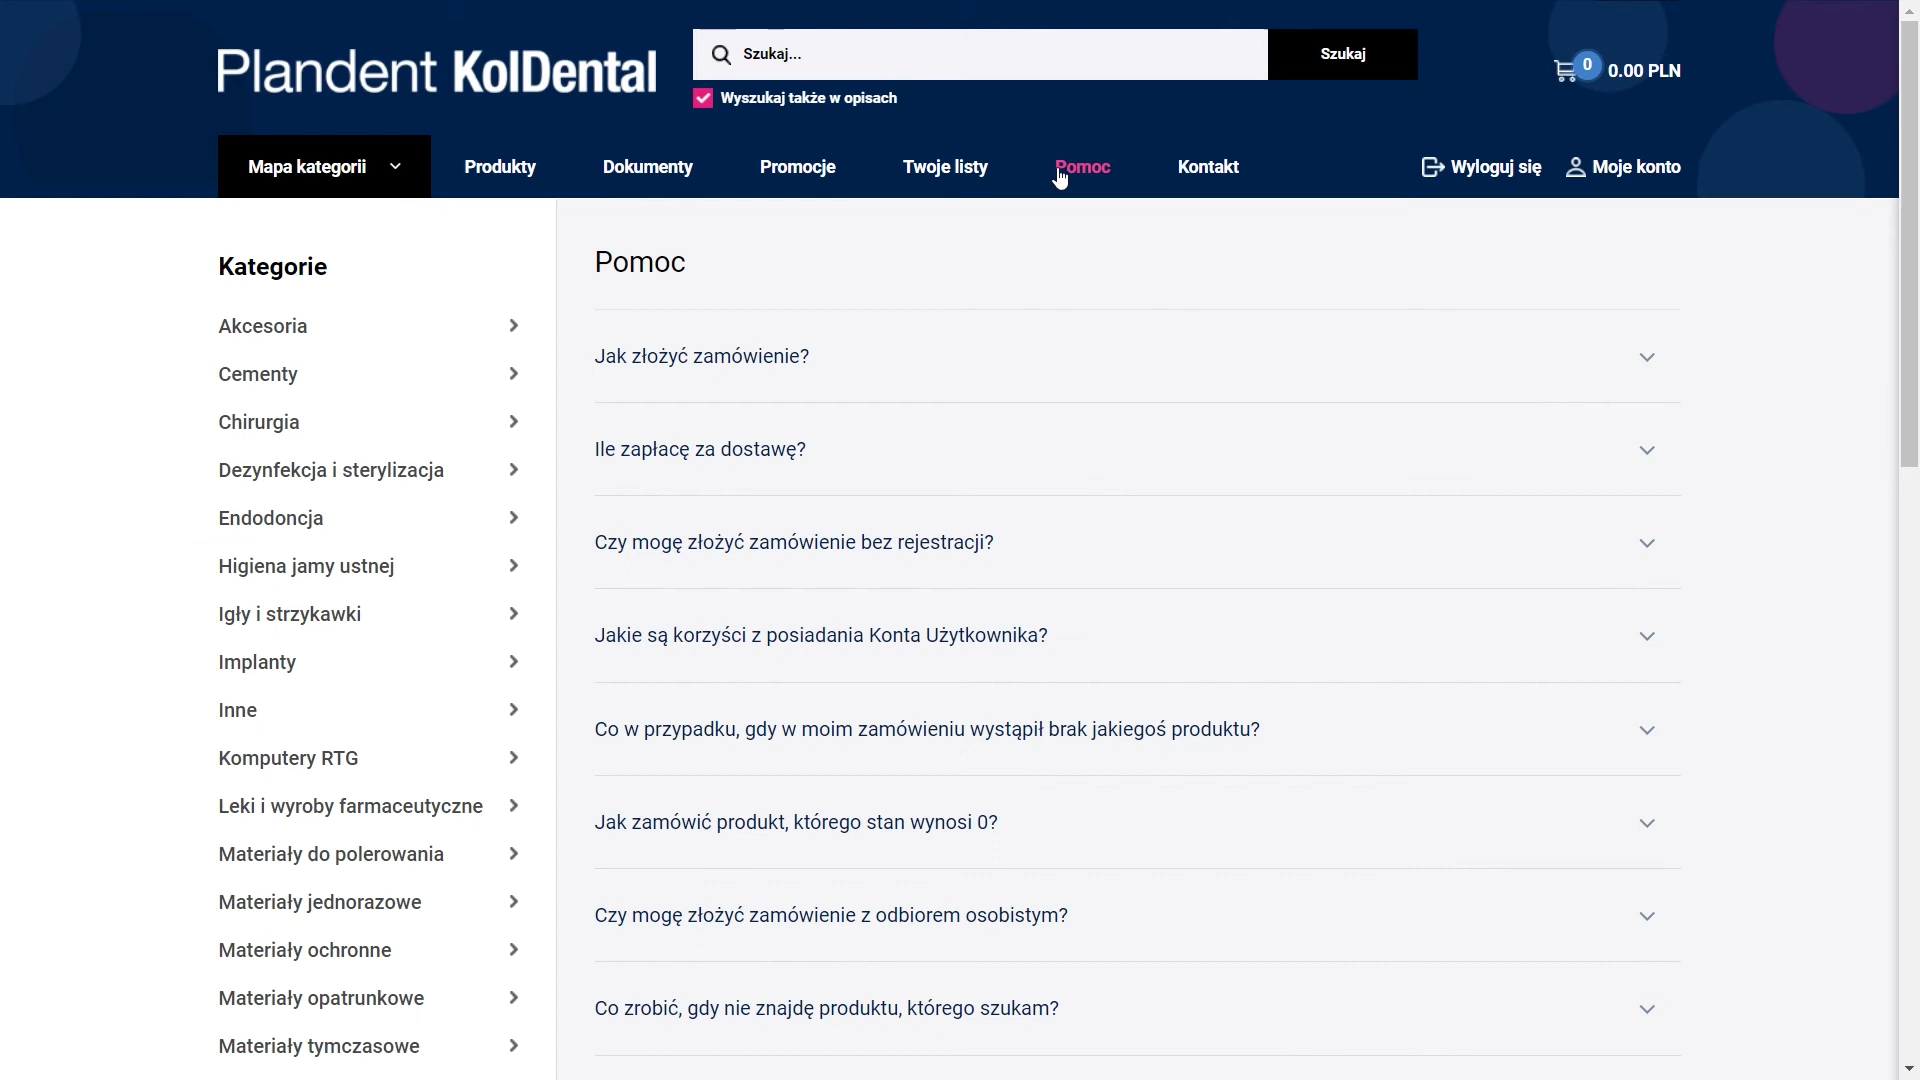 Plandent KolDental
Szukaj...
Szukaj
Wyszukaj także w opisach
0
0.00 PLN
Mapa kategorii
Produkty
Dokumenty
Promocje
Twoje listy
Pomoc
Kontakt
Wyloguj się
Moje konto
Kategorie
Akcesoria
Cementy
Chirurgia
Dezynfekcja i sterylizacja
Endodoncja
Higiena jamy ustnej
Igły i strzykawki
Implanty
Inne
Komputery RTG
Leki i wyroby farmaceutyczne
Materiały do polerowania
Materiały jednorazowe
Materiały ochronne
Materiały opatrunkowe
Materiały tymczasowe
Pomoc
Jak złożyć zamówienie?
Ile zapłacę za dostawę?
Czy mogę złożyć zamówienie bez rejestracji?
Jakie są korzyści z posiadania Konta Użytkownika?
Co w przypadku, gdy w moim zamówieniu wystąpił brak jakiegoś produktu?
Jak zamówić produkt, którego stan wynosi 0?
Czy mogę złożyć zamówienie z odbiorem osobistym?
Co zrobić, gdy nie znajdę produktu, którego szukam?